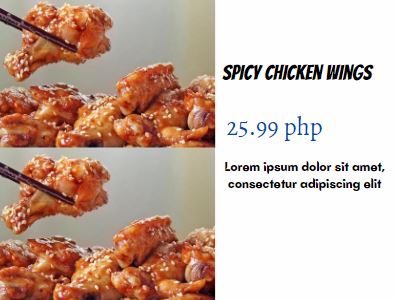 SPICY CHICKEN WINGS
25.99 php
Lorem ipsum dolor sit amet,
consectetur adipiscing elit